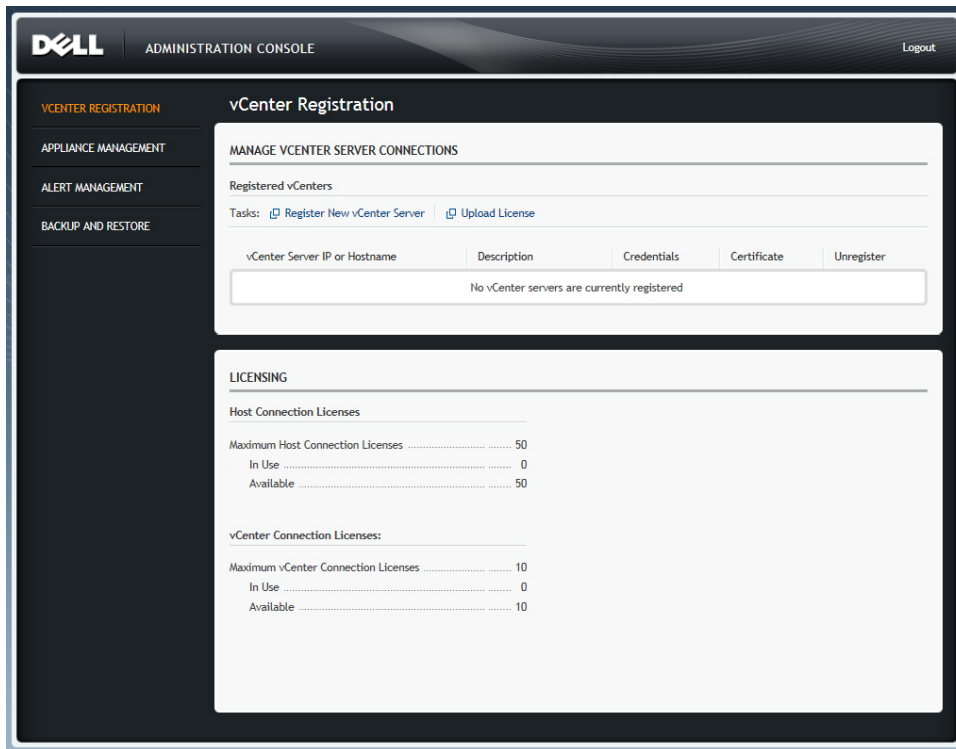 DELL ADMINISTRATION CONSOLE Logout
VCENTER REGISTRATION
APPLIANCE MANAGEMENT
ALERT MANAGEMENT
BACKUP AND RESTORE
vCenter Registration
MANAGE VCENTER SERVER CONNECTIONS
Registered vCenters
Tasks: Register New vCenter Server Upload License
vCenter Server IP or Hostname Description Credentials Certificate Unregister
No vCenter servers are currently registered
LICENSING
Host Connection Licenses
Maximum Host Connection Licenses ........................... ........ 50
In Use ........................... ........ 0
Available ........................... ........ 50
vCenter Connection Licenses:
Maximum vCenter Connection Licenses ...................... ........ 10
In Use ........................... ........ 0
Available ........................... ........ 10